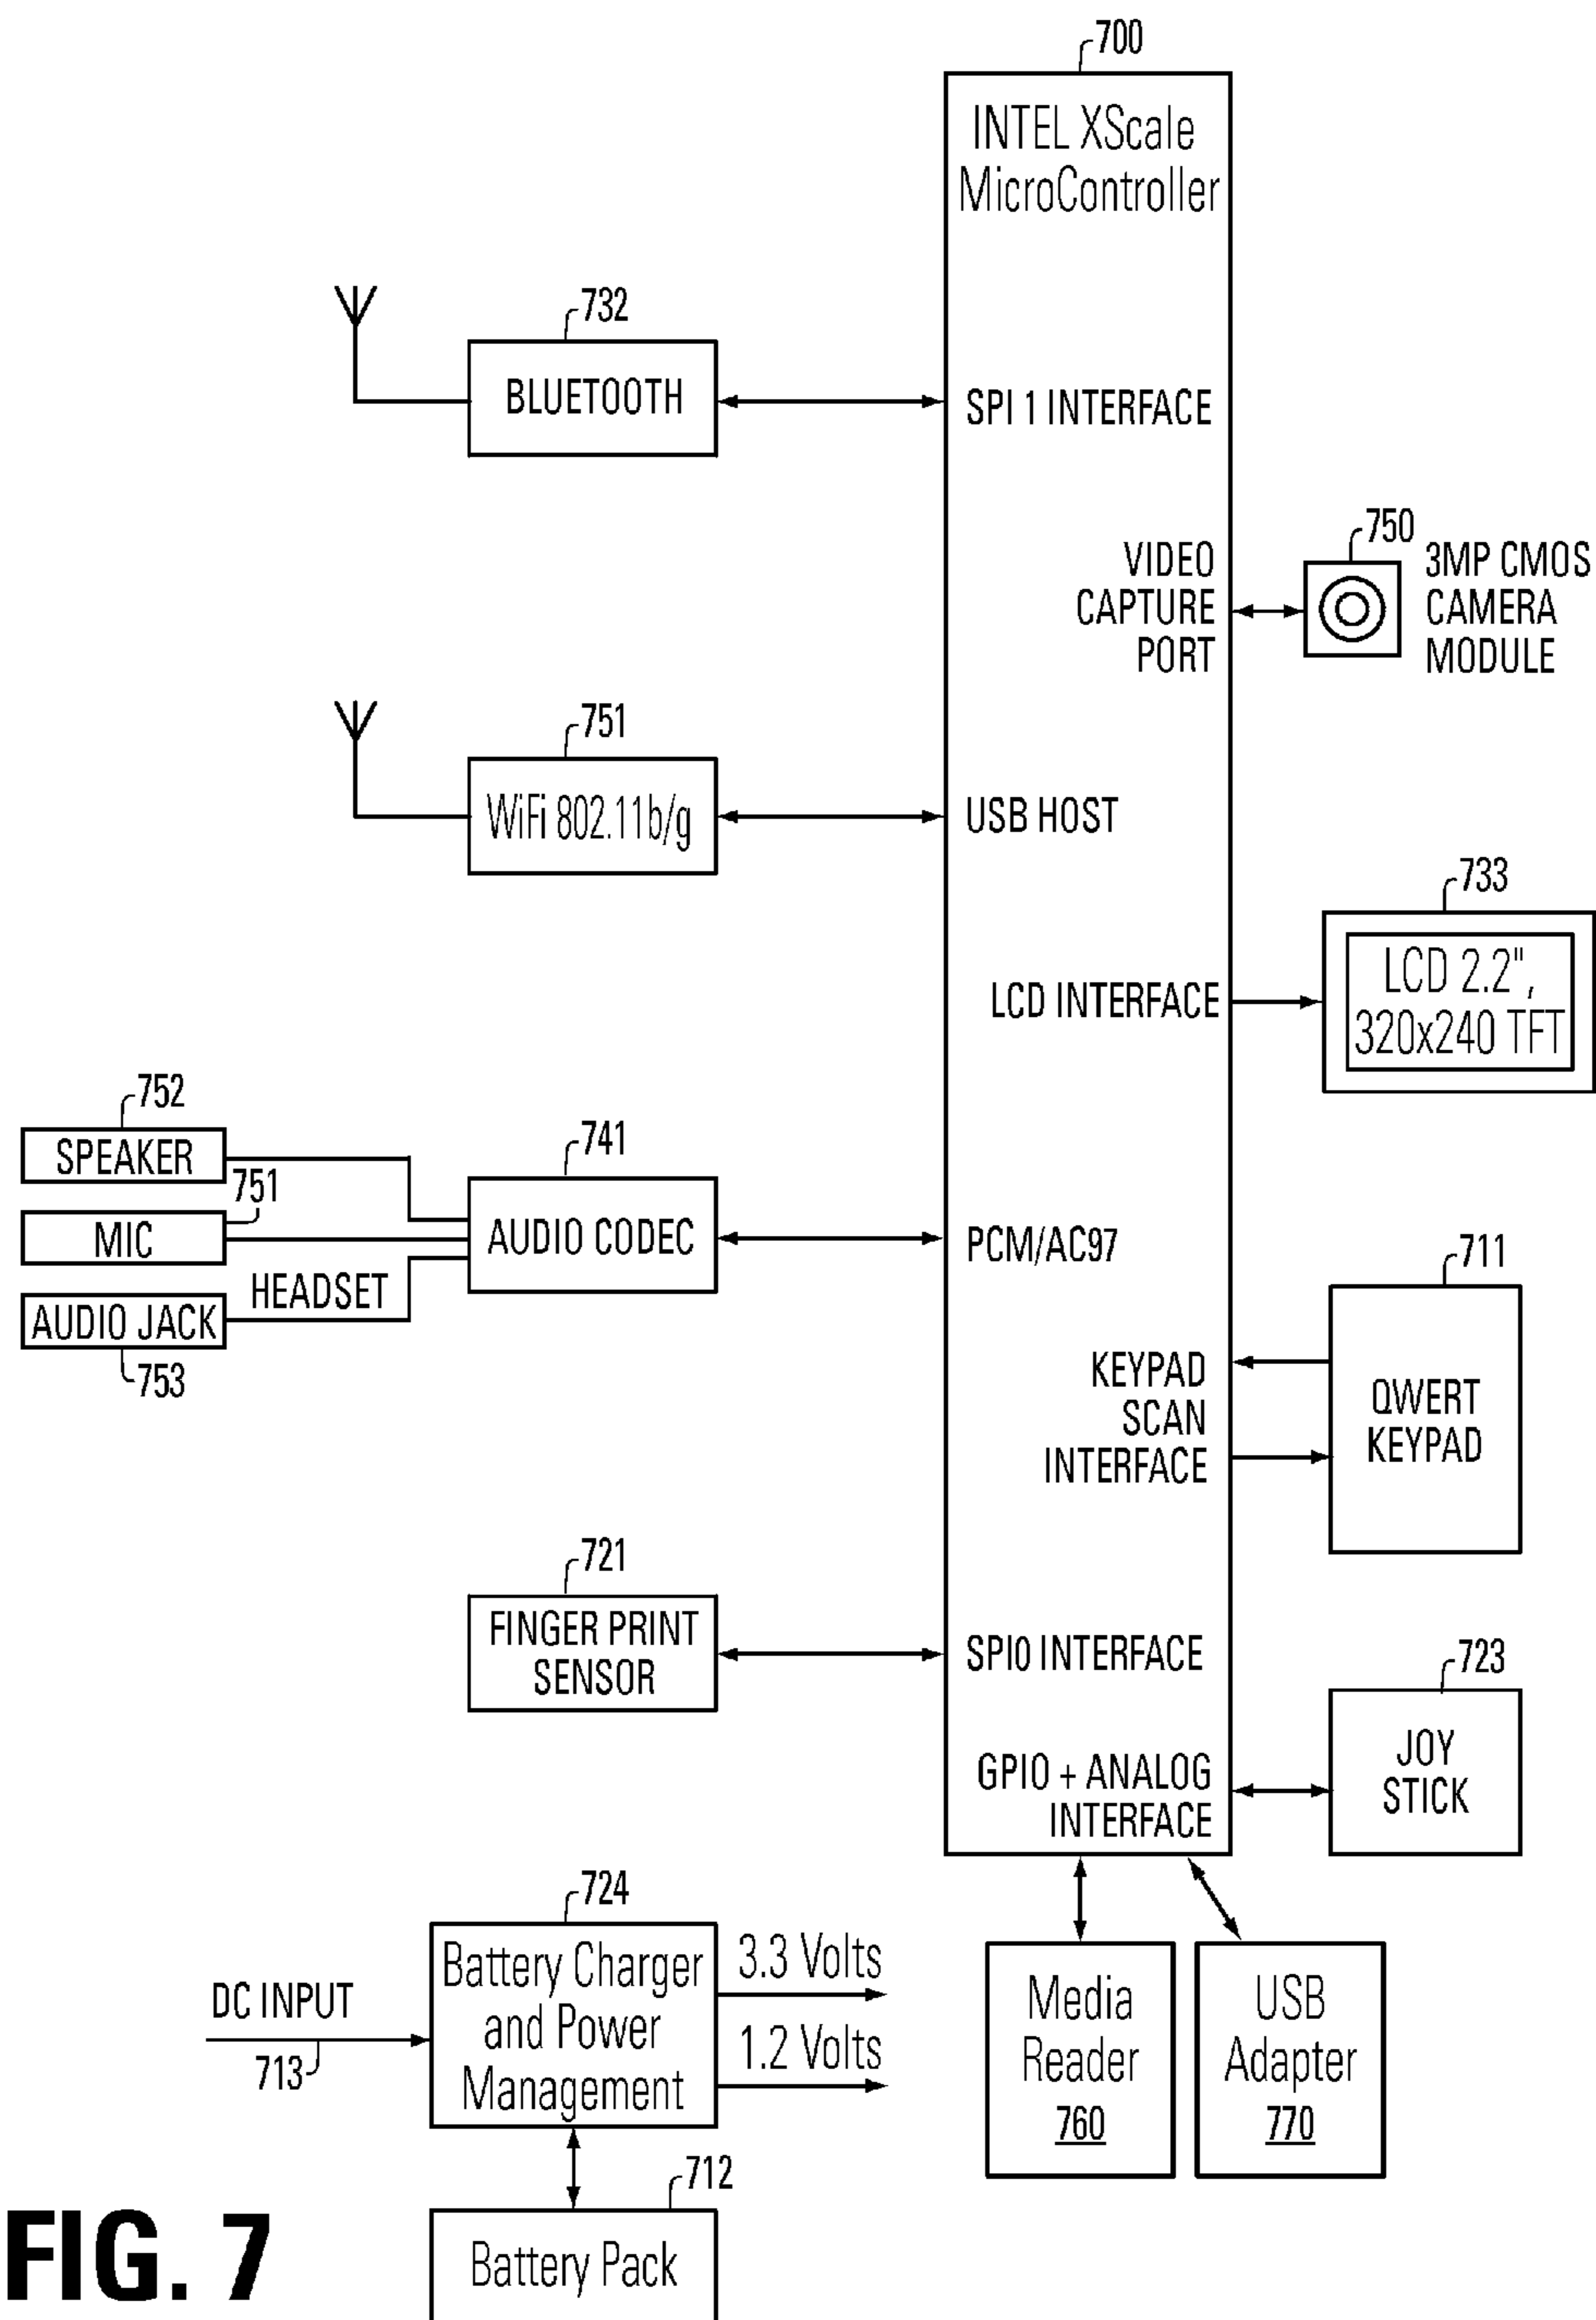 700
INTEL XScale
MicroController
732
BLUETOOTH
SPI 1 INTERFACE
750
VIDEO
CAPTURE
PORT
3MP CMOS
CAMERA
MODULE
751
WiFi 802.11b/g
USB HOST
733
LCD INTERFACE
LCD 2.2",
320x240 TFT
752
SPEAKER
751
MIC
HEADSET
AUDIO JACK
753
741
AUDIO CODEC
PCM/AC97
711
KEYPAD
SCAN
INTERFACE
QWERT
KEYPAD
721
FINGER PRINT
SENSOR
SPI0 INTERFACE
723
GPIO + ANALOG
INTERFACE
JOY
STICK
724
DC INPUT
713
Battery Charger
and Power
Management
3.3 Volts
1.2 Volts
Media
Reader
760
USB
Adapter
770
712
Battery Pack
FIG. 7